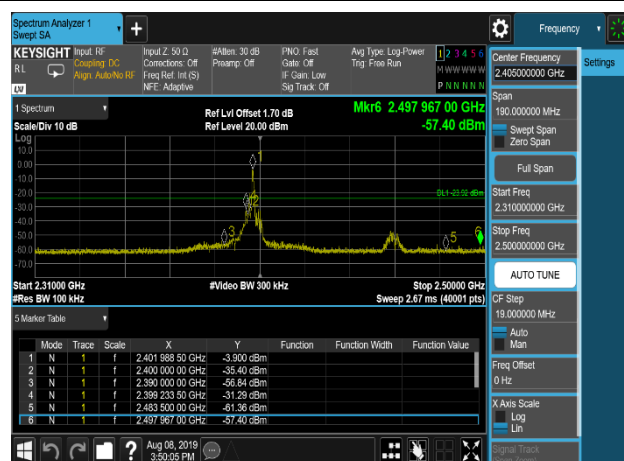 Spectrum Analyzer 1
Swept SA
+
Frequency
KEYSIGHT Input: RF Input Z: 50 Ω #Atten: 30 dB PNO: Fast Avg Type: Log-Power 1 2 3 4 5 6
R L Coupling: DC Corrections: Off Preamp: Off Gate: Off Trig: Free Run M W W W W W
Align: Auto/No RF Freq Ref: Int (S) IF Gain: Low
LXI NFE: Adaptive Sig Track: Off P N N N N N
Center Frequency
2.405000000 GHz
Settings
Span
190.000000 MHz
Swept Span
Zero Span
Full Span
Start Freq
2.310000000 GHz
Stop Freq
2.500000000 GHz
AUTO TUNE
CF Step
19.000000 MHz
Auto
Man
Freq Offset
0 Hz
X Axis Scale
Log
Lin
Signal Track
1 Spectrum
Scale/Div 10 dB
Ref Lvl Offset 1.70 dB
Ref Level 20.00 dBm
Mkr6 2.497 967 00 GHz
-57.40 dBm
Log
10.0
0.00
-10.0
-20.0
-30.0
-40.0
-50.0
-60.0
-70.0
1
2
3
5
6
DL1 -23.92 dBm
Start 2.31000 GHz #Video BW 300 kHz Stop 2.50000 GHz
#Res BW 100 kHz Sweep 2.67 ms (40001 pts)
5 Marker Table
Mode Trace Scale X Y Function Function Width Function Value
1 N 1 f 2.401 988 50 GHz -3.900 dBm
2 N 1 f 2.400 000 00 GHz -35.40 dBm
3 N 1 f 2.390 000 00 GHz -56.84 dBm
4 N 1 f 2.399 233 50 GHz -31.29 dBm
5 N 1 f 2.483 500 00 GHz -61.36 dBm
6 N 1 f 2.497 967 00 GHz -57.40 dBm
? Aug 08, 2019
3:50:05 PM